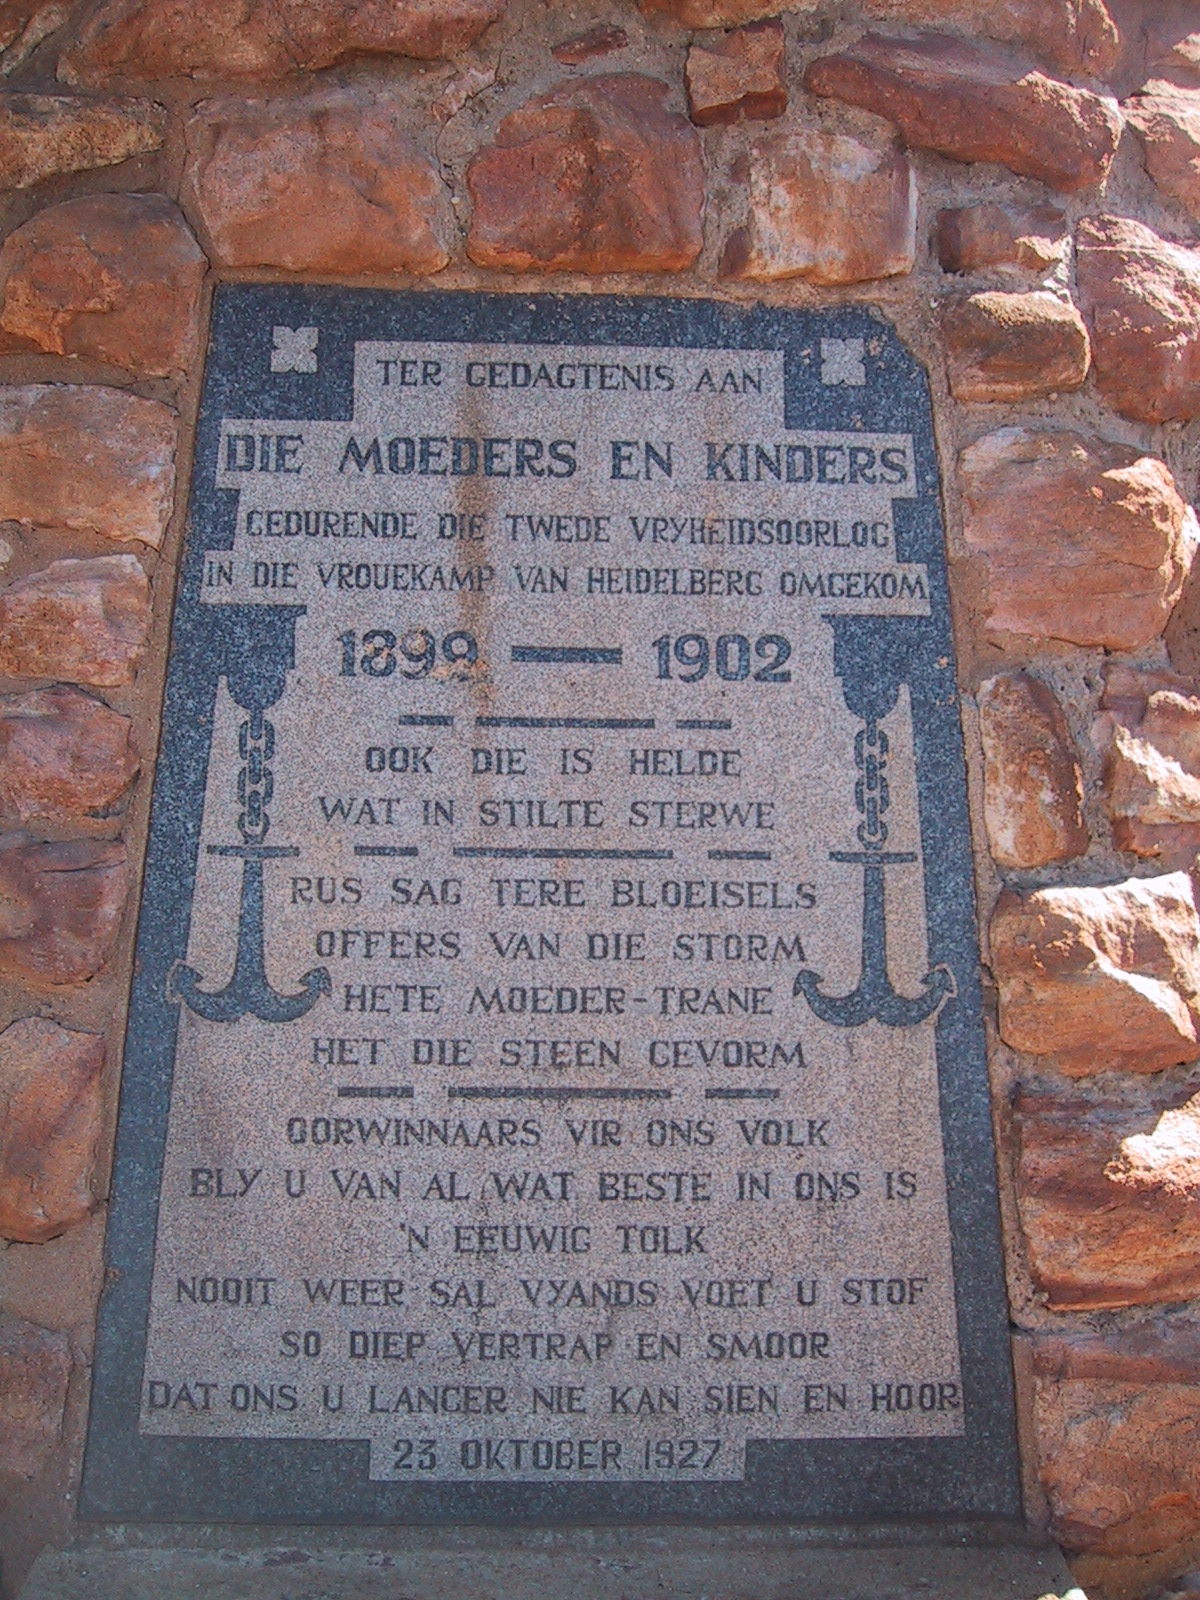 TER GEDAGTENIS AAN
DIE MOEDERS EN KINDERS
GEDURENDE DIE TWEDE VRYHEIDSOORLOG
IN DIE VROUEKAMP VAN HEIDELBERG OMGEKOM
1899 — 1902
OOK DIE IS HELDE
WAT IN STILTE STERWE
RUS SAG TERE BLOEISELS
OFFERS VAN DIE STORM
HETE MOEDER-TRANE
HET DIE STEEN GEVORM
OORWINNAARS VIR ONS VOLK
BLY U VAN AL WAT BESTE IN ONS IS
'N EEUWIG TOLK
NOOIT WEER SAL VYANDS VOET U STOF
SO DIEP VERTRAP EN SMOOR
DAT ONS U LANGER NIE KAN SIEN EN HOOR
23 OKTOBER 1927